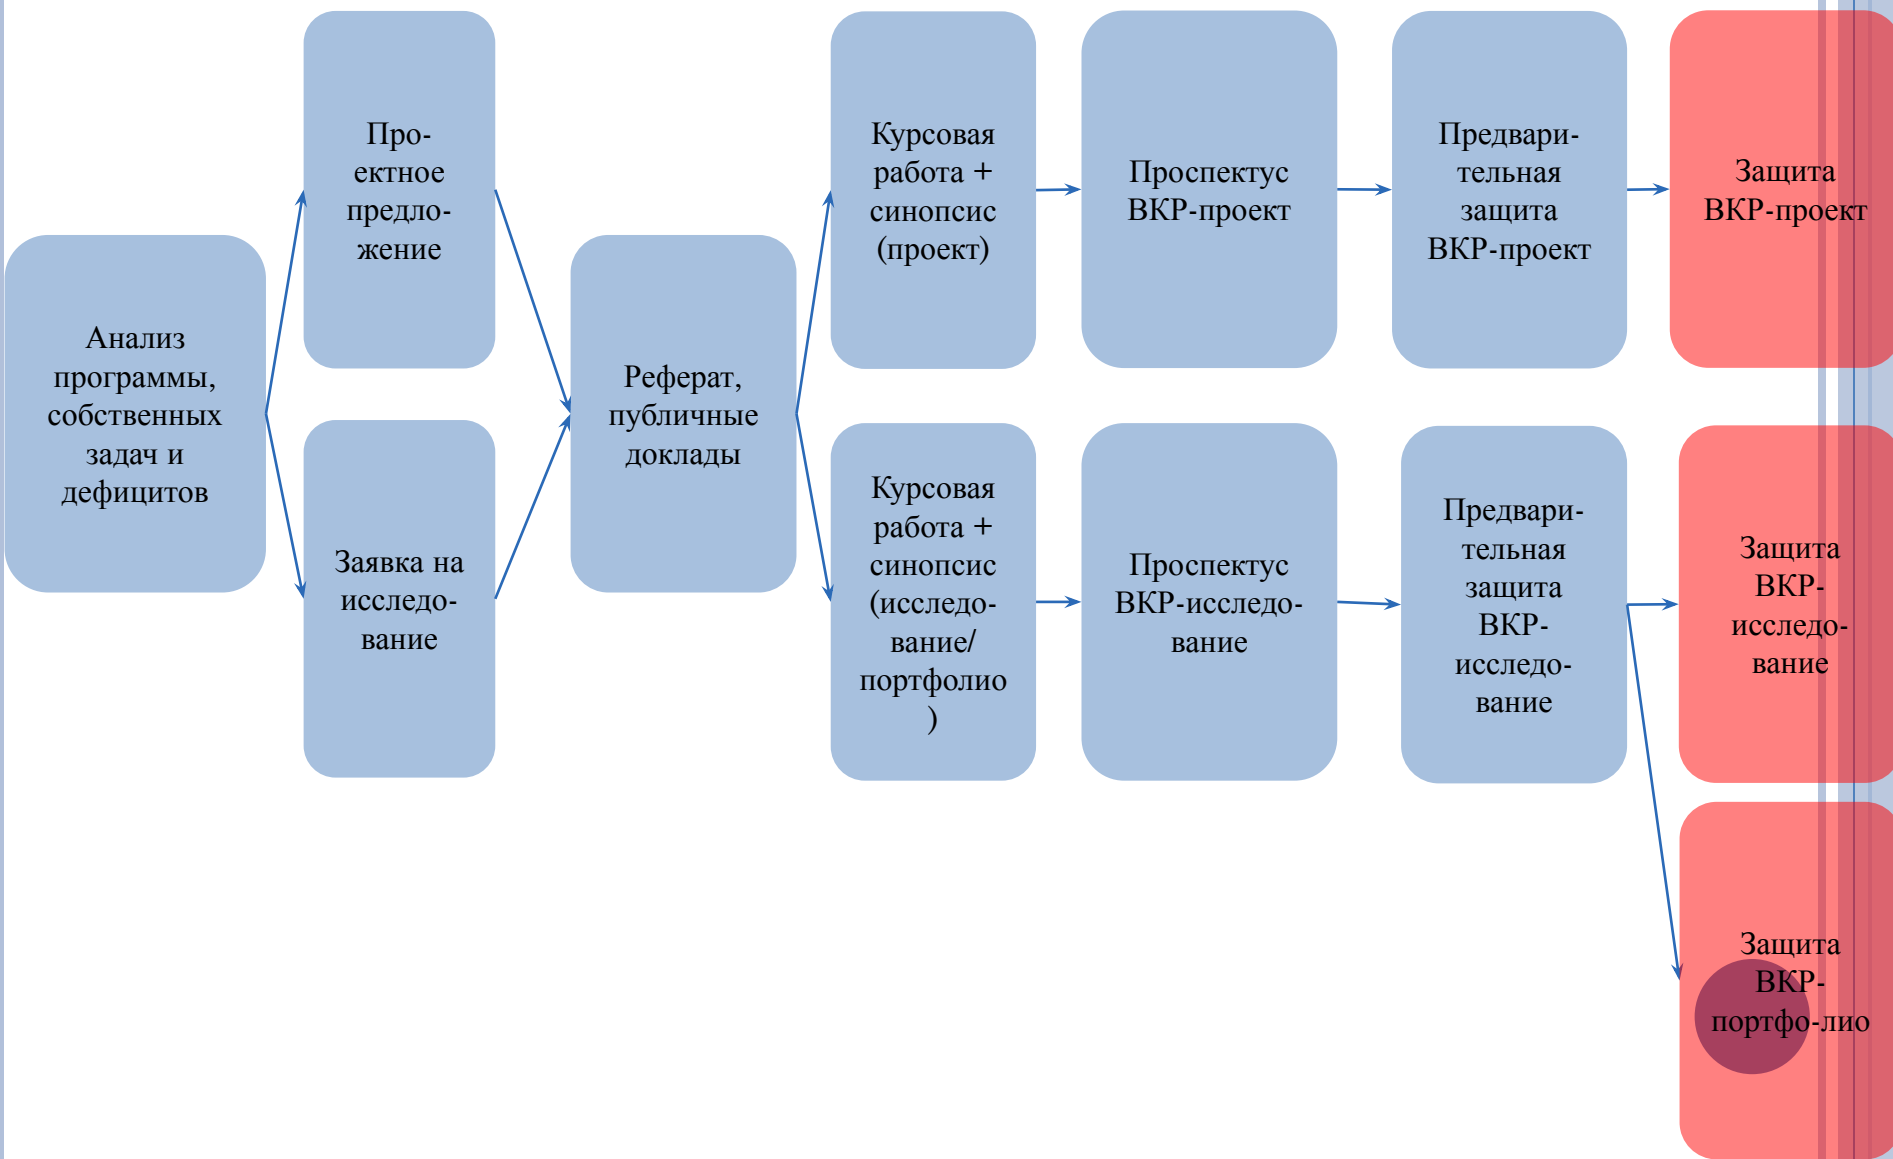 Анализ
программы,
собственных
задач и
дефицитов
Про-
ектное
предло-
жение
Заявка на
исследо-
вание
Реферат,
публичные
доклады
Курсовая
работа +
синопсис
(проект)
Проспектус
ВКР-проект
Предвари-
тельная
защита
ВКР-проект
Защита
ВКР-проект
Курсовая
работа +
синопсис
(исследо-
вание/
портфолио
)
Проспектус
ВКР-исследо-
вание
Предвари-
тельная
защита
ВКР-
исследо-
вание
Защита
ВКР-
исследо-
вание
Защита
ВКР-
портфо-лио